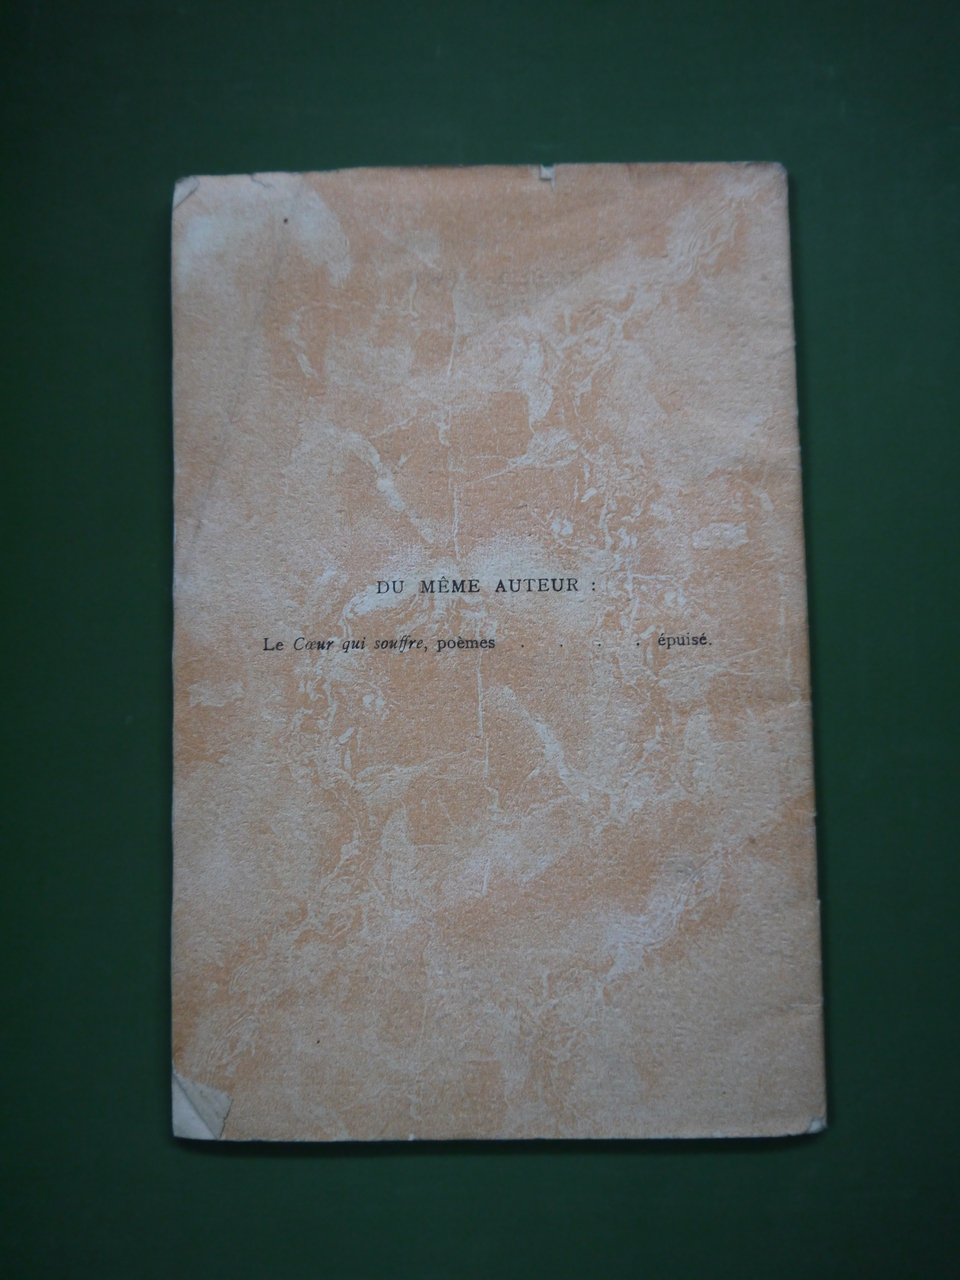 DU MÊME AUTEUR :
Le Cœur qui souffre, poèmes . . . . épuisé.